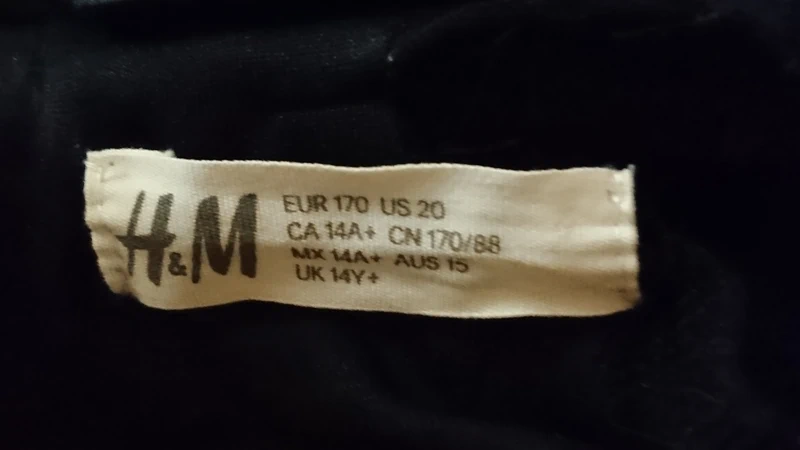 H&M
EUR 170 US 20
CA 14A+ CN 170/88
MX 14A+ AUS 15
UK 14Y+